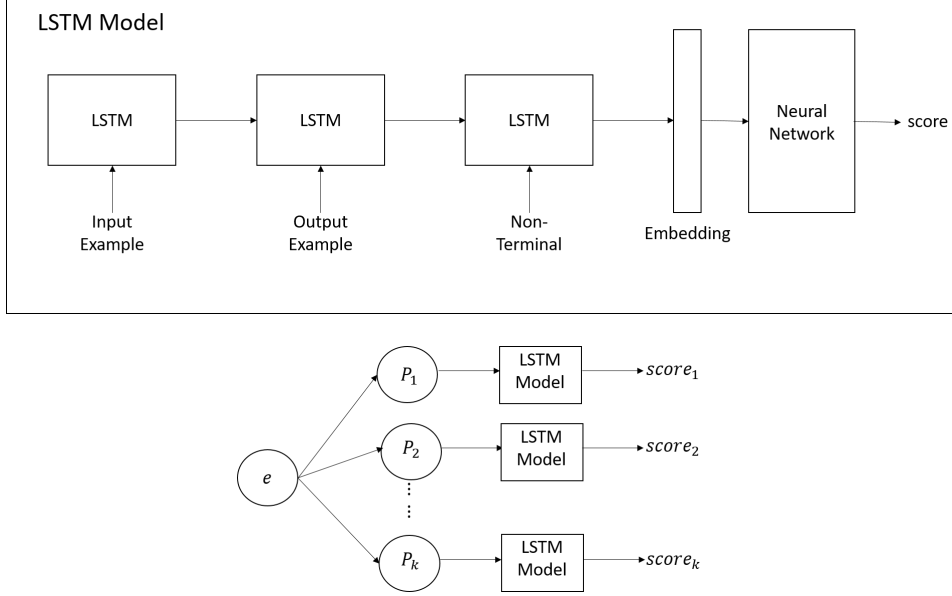 LSTM Model
LSTM
LSTM
LSTM
Neural
Network
score
Input
Example
Output
Example
Non-
Terminal
Embedding
P₁
LSTM
Model
score₁
P₂
LSTM
Model
score₂
e
Pₖ
LSTM
Model
scoreₖ